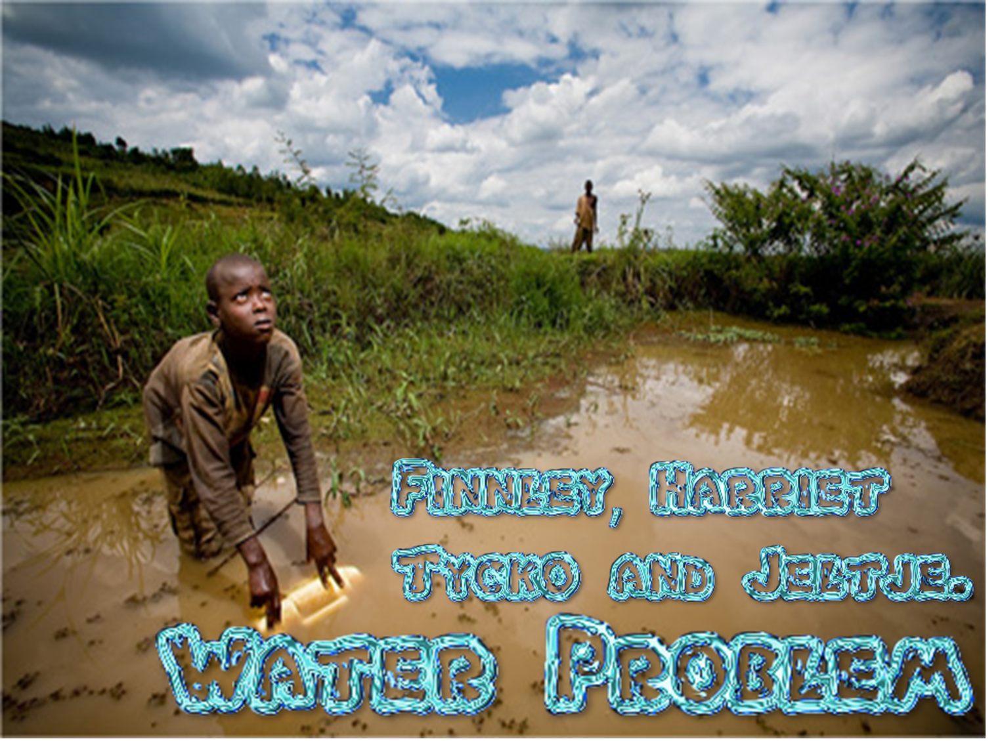 Finnley, Harriet
Tycko and Jeltje.
Water Problem